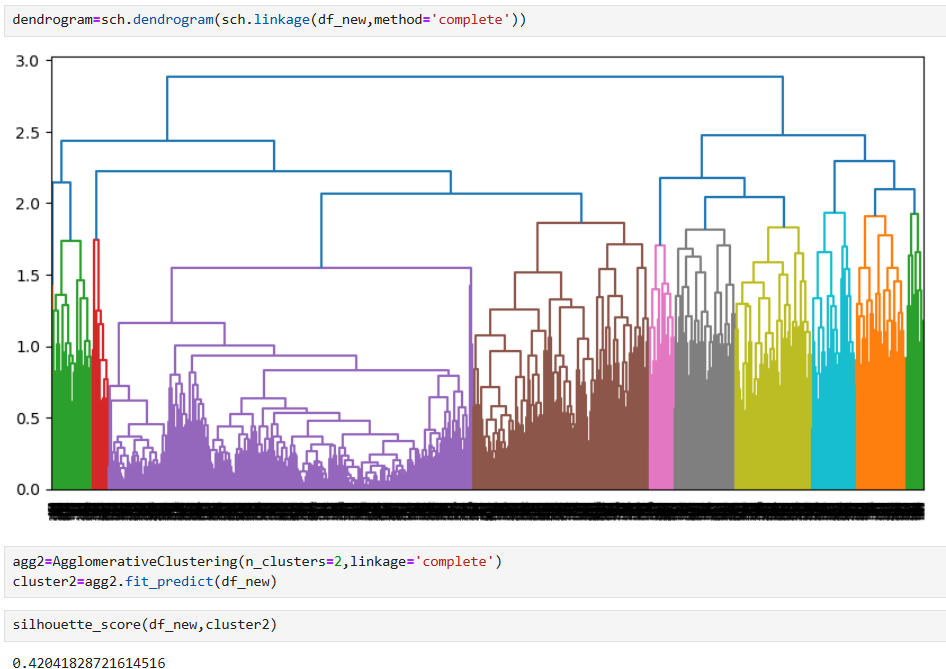 dendrogram=sch.dendrogram(sch.linkage(df_new,method='complete'))
3.0
2.5
2.0
1.5
1.0
0.5
0.0
agg2=AgglomerativeClustering(n_clusters=2,linkage='complete')
cluster2=agg2.fit_predict(df_new)
silhouette_score(df_new,cluster2)
0.42041828721614516